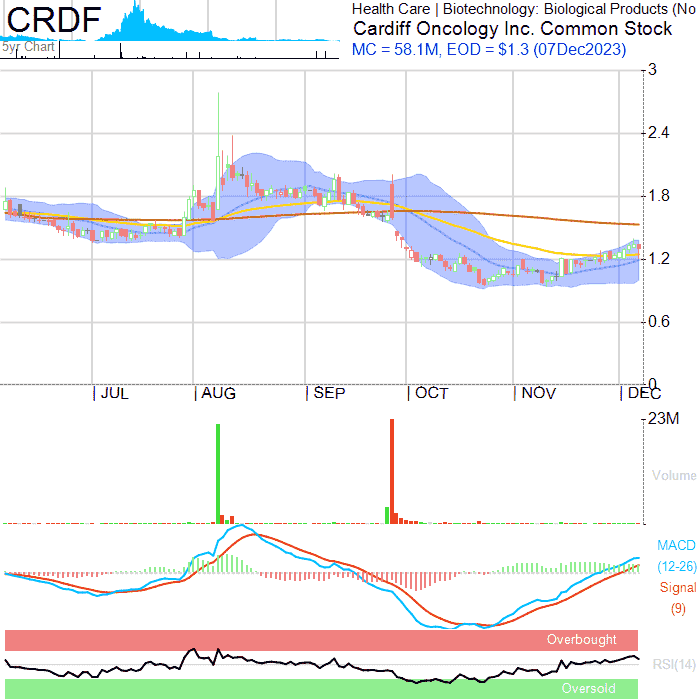 CRDF
5yr Chart
Health Care | Biotechnology: Biological Products (No
Cardiff Oncology Inc. Common Stock
MC = 58.1M, EOD = $1.3 (07Dec2023)
3
2.4
1.8
1.2
0.6
0
JUL AUG SEP OCT NOV DEC
23M
Volume
MACD
(12-26)
Signal
(9)
Overbought
RSI(14)
Oversold